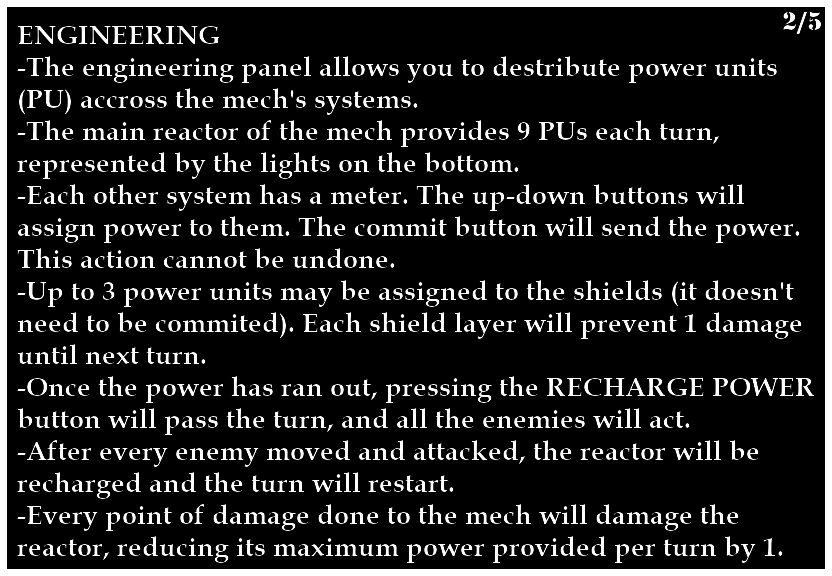 2/5
ENGINEERING
-The engineering panel allows you to destribute power units
(PU) accross the mech's systems.
-The main reactor of the mech provides 9 PUs each turn,
represented by the lights on the bottom.
-Each other system has a meter. The up-down buttons will
assign power to them. The commit button will send the power.
This action cannot be undone.
-Up to 3 power units may be assigned to the shields (it doesn't
need to be commited). Each shield layer will prevent 1 damage
until next turn.
-Once the power has ran out, pressing the RECHARGE POWER
button will pass the turn, and all the enemies will act.
-After every enemy moved and attacked, the reactor will be
recharged and the turn will restart.
-Every point of damage done to the mech will damage the
reactor, reducing its maximum power provided per turn by 1.